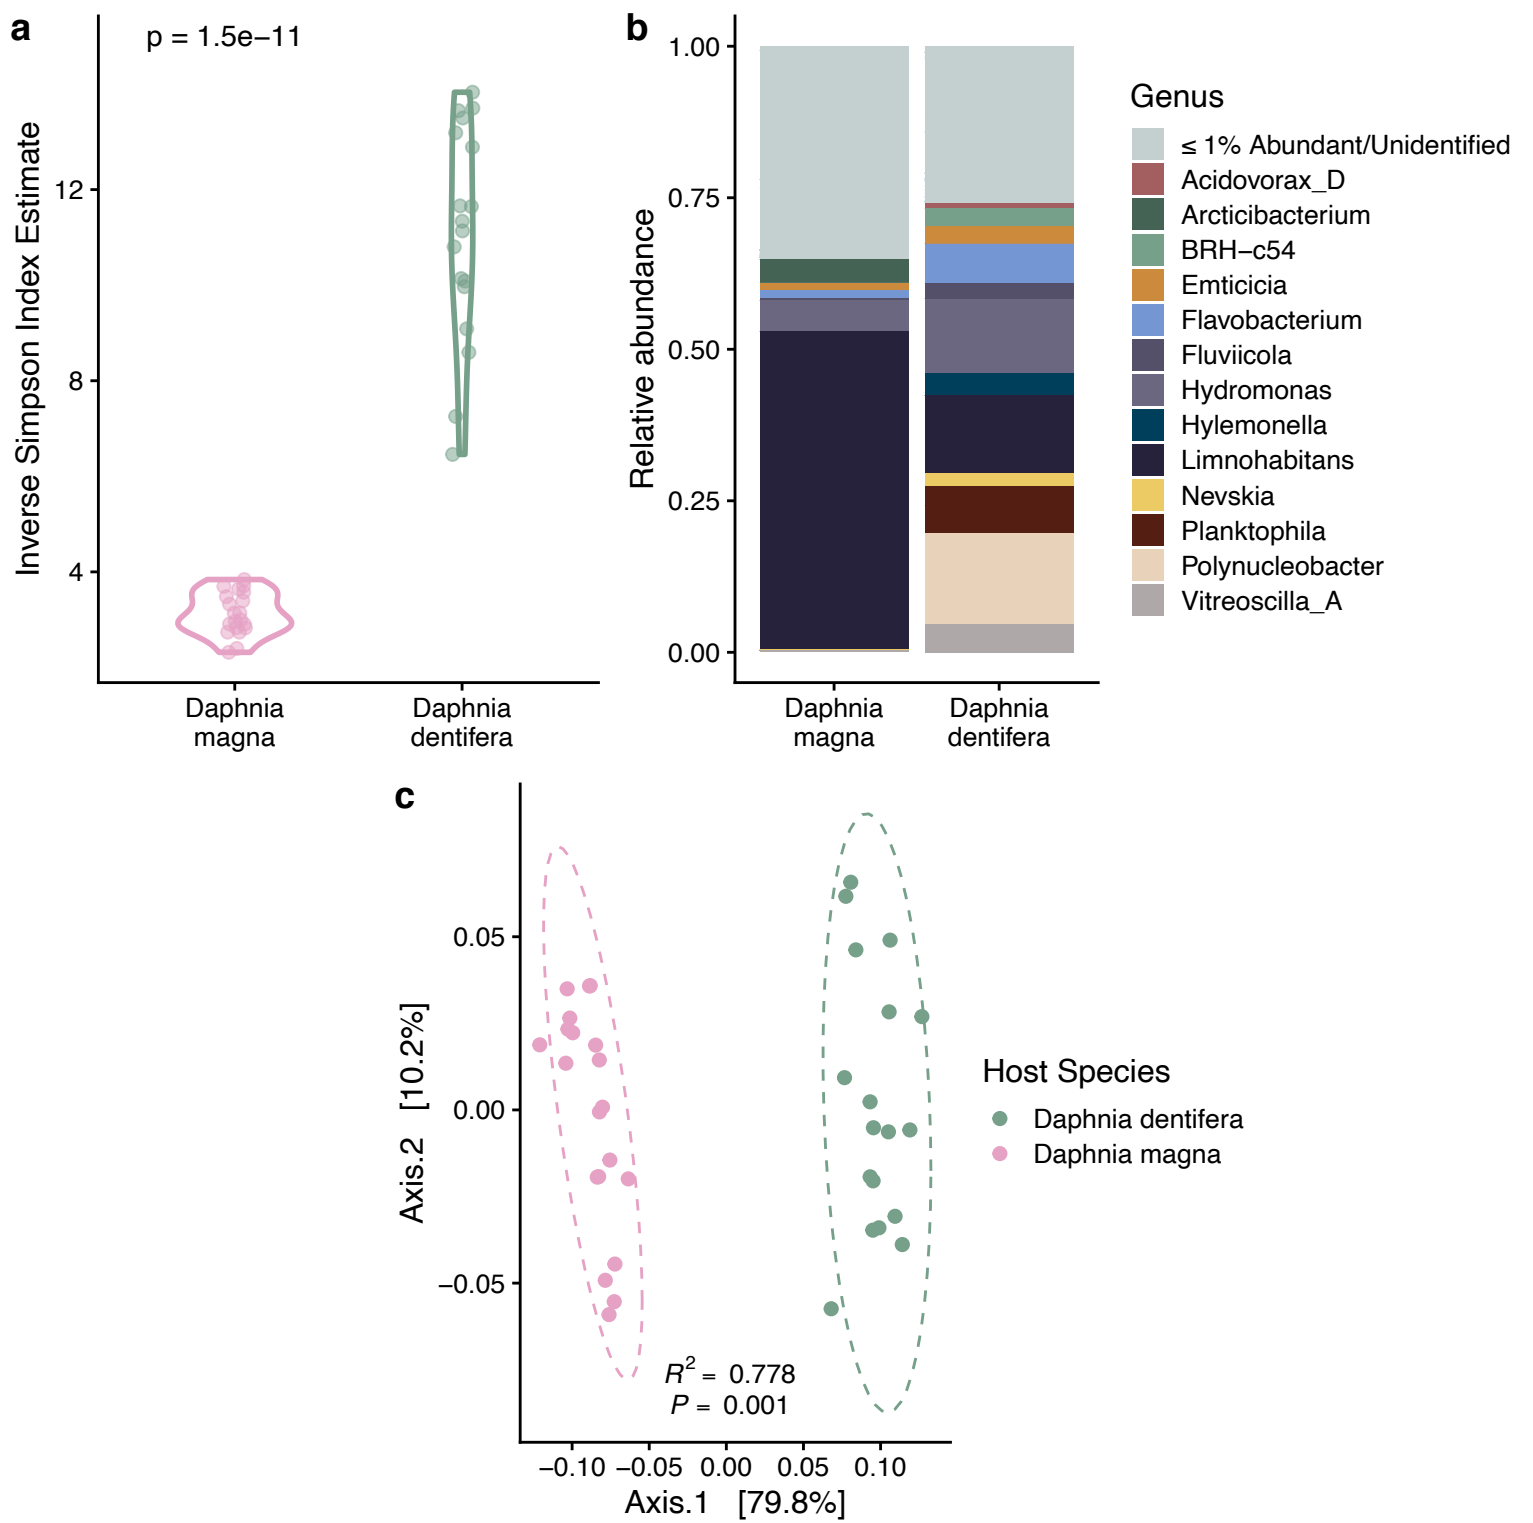 a
p = 1.5e−11
Inverse Simpson Index Estimate
12
8
4
Daphnia
magna
Daphnia
dentifera
b
Relative abundance
1.00
0.75
0.50
0.25
0.00
Daphnia
magna
Daphnia
dentifera
Genus
≤ 1% Abundant/Unidentified
Acidovorax_D
Arcticibacterium
BRH−c54
Emticicia
Flavobacterium
Fluviicola
Hydromonas
Hylemonella
Limnohabitans
Nevskia
Planktophila
Polynucleobacter
Vitreoscilla_A
c
Axis.2 [10.2%]
0.05
0.00
−0.05
R2 = 0.778
P = 0.001
−0.10 −0.05 0.00 0.05 0.10
Axis.1 [79.8%]
Host Species
Daphnia dentifera
Daphnia magna